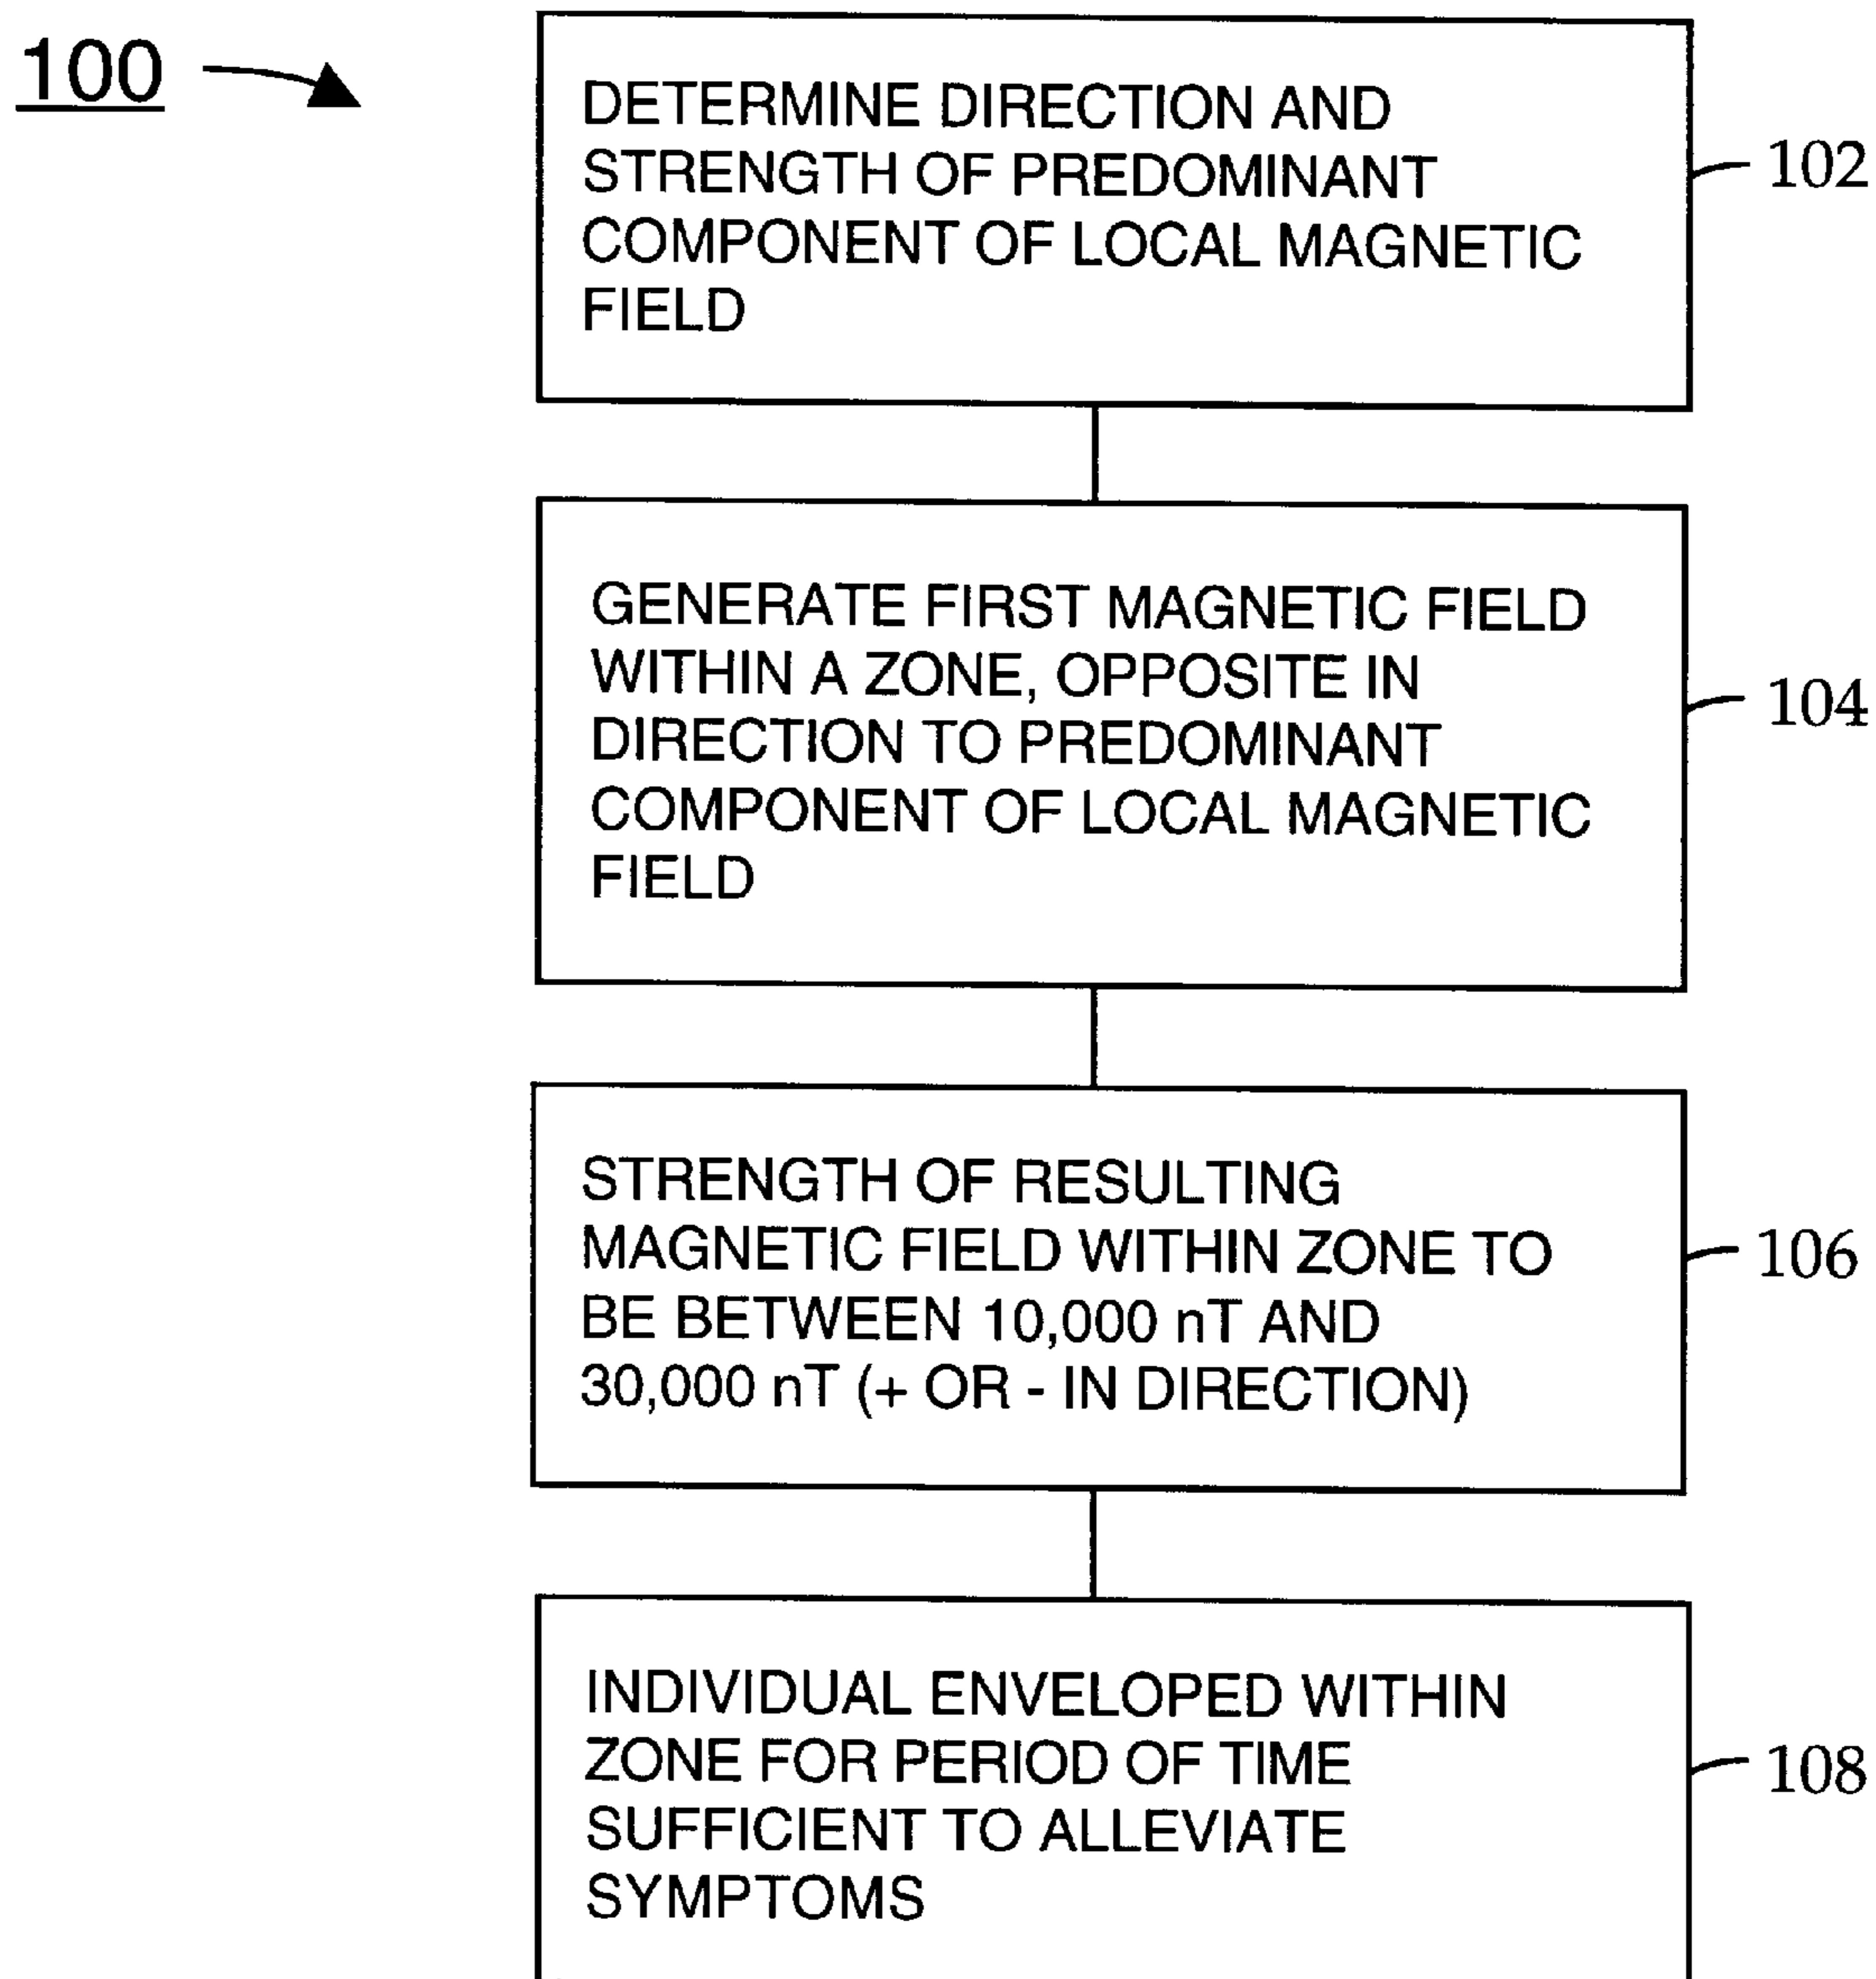 100
DETERMINE DIRECTION AND
STRENGTH OF PREDOMINANT
COMPONENT OF LOCAL MAGNETIC
FIELD
102
GENERATE FIRST MAGNETIC FIELD
WITHIN A ZONE, OPPOSITE IN
DIRECTION TO PREDOMINANT
COMPONENT OF LOCAL MAGNETIC
FIELD
104
STRENGTH OF RESULTING
MAGNETIC FIELD WITHIN ZONE TO
BE BETWEEN 10,000 nT AND
30,000 nT (+ OR - IN DIRECTION)
106
INDIVIDUAL ENVELOPED WITHIN
ZONE FOR PERIOD OF TIME
SUFFICIENT TO ALLEVIATE
SYMPTOMS
108